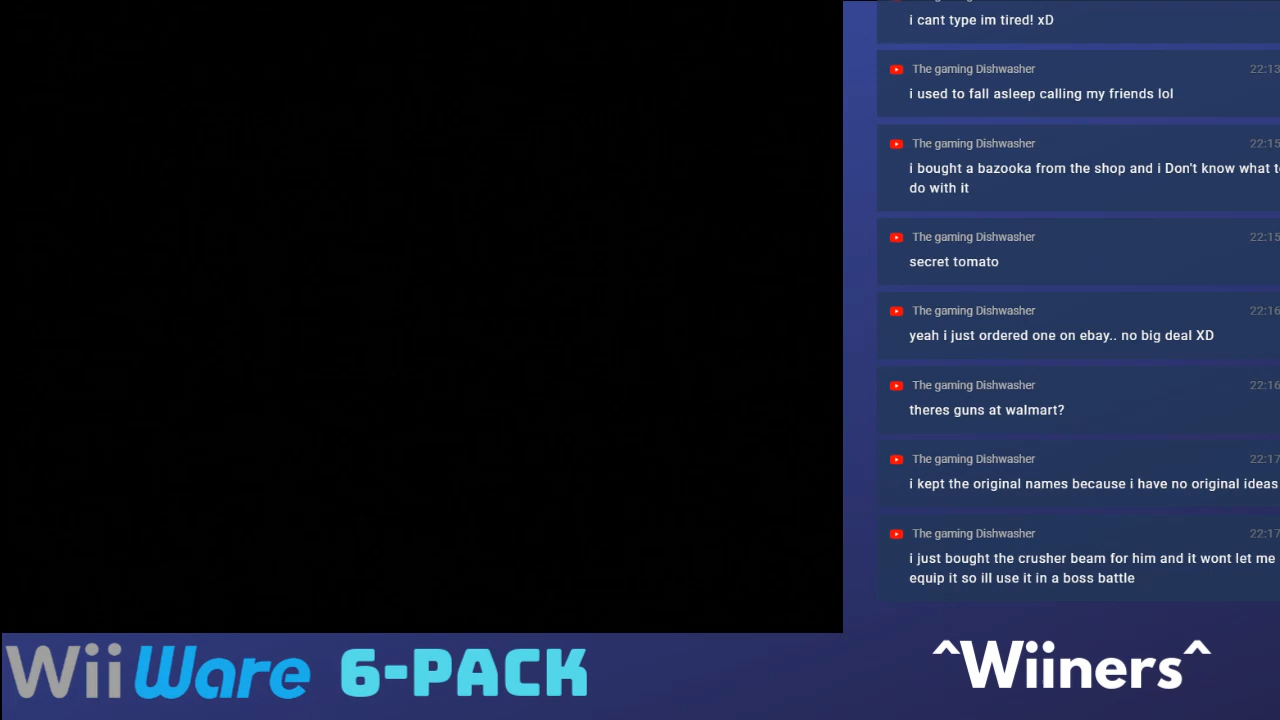 i cant type im tired! xD
The gaming Dishwasher 22:13
i used to fall asleep calling my friends lol
The gaming Dishwasher 22:15
i bought a bazooka from the shop and i Don't know what to
do with it
The gaming Dishwasher 22:15
secret tomato
The gaming Dishwasher 22:16
yeah i just ordered one on ebay.. no big deal XD
The gaming Dishwasher 22:16
theres guns at walmart?
The gaming Dishwasher 22:17
i kept the original names because i have no original ideas
The gaming Dishwasher 22:17
i just bought the crusher beam for him and it wont let me
equip it so ill use it in a boss battle
WiiWare 6-PACK
^Wiiners^